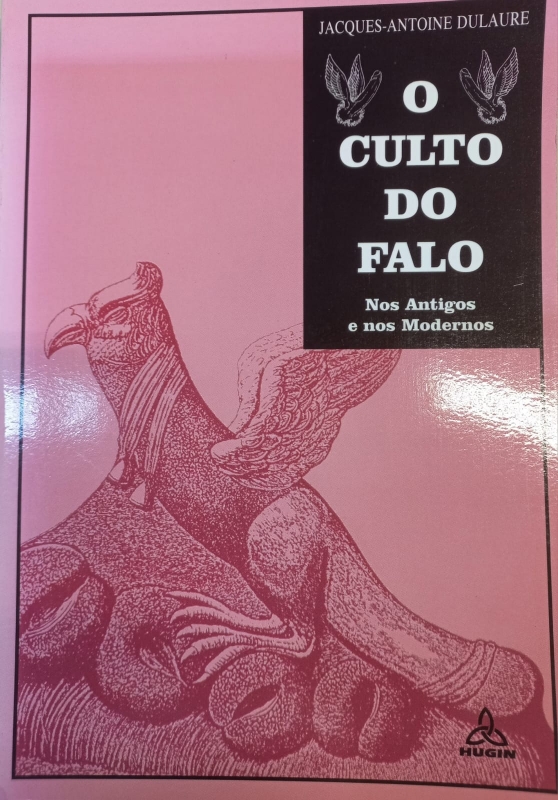 JACQUES-ANTOINE DULAURE
O
CULTO
DO
FALO
Nos Antigos
e nos Modernos
HUGIN